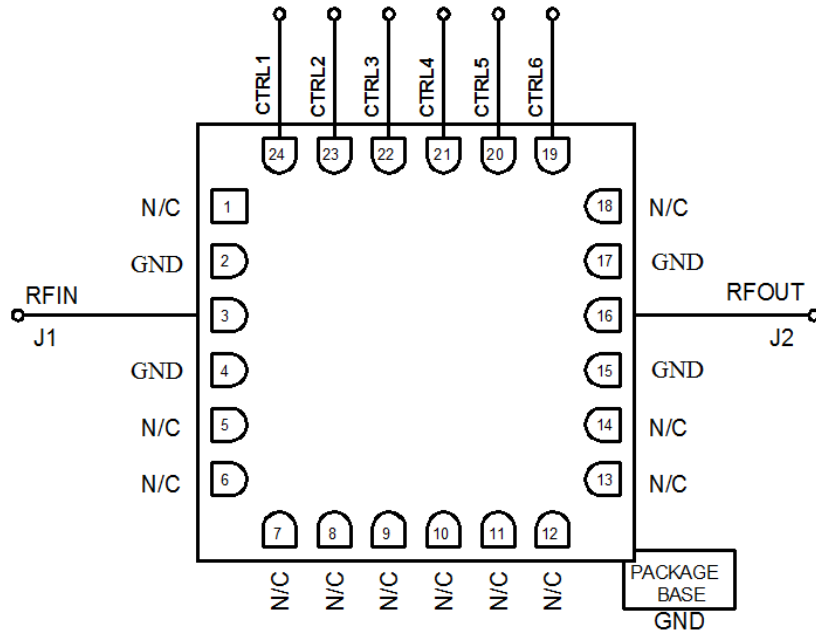 CTRL1
CTRL2
CTRL3
CTRL4
CTRL5
CTRL6
24
23
22
21
20
19
N/C 1
18 N/C
GND 2
17 GND
RFIN
J1
3
16
RFOUT
J2
GND 4
15 GND
N/C 5
14 N/C
N/C 6
13 N/C
7
8
9
10
11
12
N/C
N/C
N/C
N/C
N/C
N/C
PACKAGE
BASE
GND